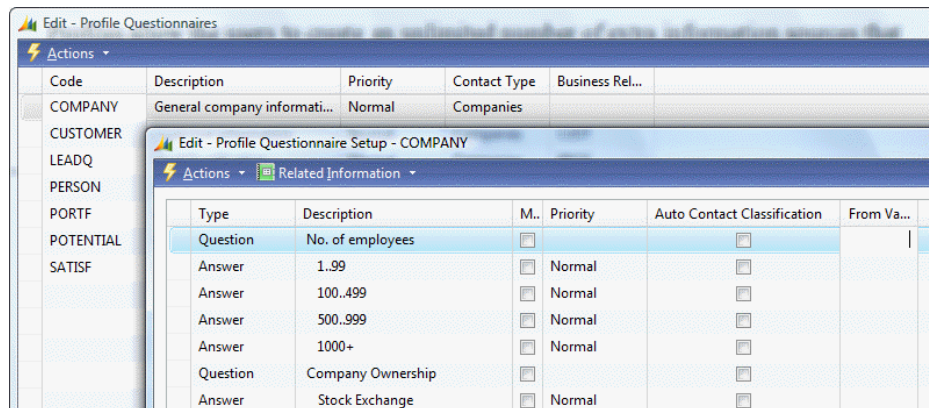 Edit - Profile Questionnaires
Actions
Code Description Priority Contact Type Business Rel...
COMPANY General company informati... Normal Companies
CUSTOMER
LEADQ
PERSON
PORTF
POTENTIAL
SATISF
Edit - Profile Questionnaire Setup - COMPANY
Actions Related Information
Type Description M.. Priority Auto Contact Classification From Va...
Question No. of employees
Answer 1..99 Normal
Answer 100..499 Normal
Answer 500..999 Normal
Answer 1000+ Normal
Question Company Ownership
Answer Stock Exchange Normal